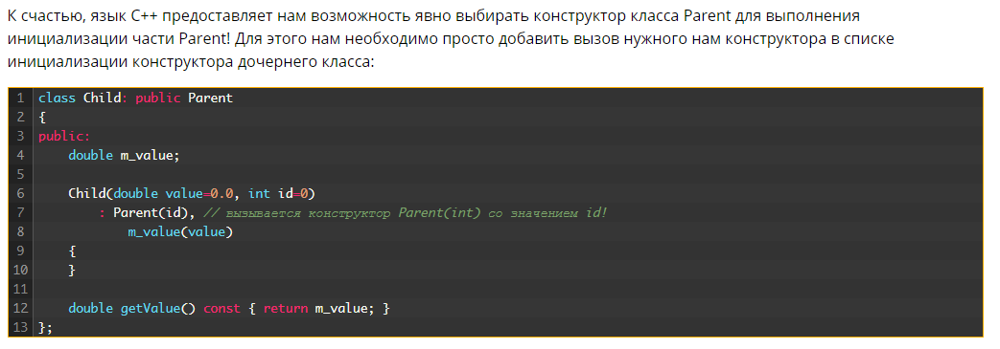 К счастью, язык C++ предоставляет нам возможность явно выбирать конструктор класса Parent для выполнения
инициализации части Parent! Для этого нам необходимо просто добавить вызов нужного нам конструктора в списке
инициализации конструктора дочернего класса:
1 class Child: public Parent
2 {
3 public:
4     double m_value;
5
6     Child(double value=0.0, int id=0)
7         : Parent(id), // вызывается конструктор Parent(int) со значением id!
8             m_value(value)
9     {
10     }
11
12     double getValue() const { return m_value; }
13 };